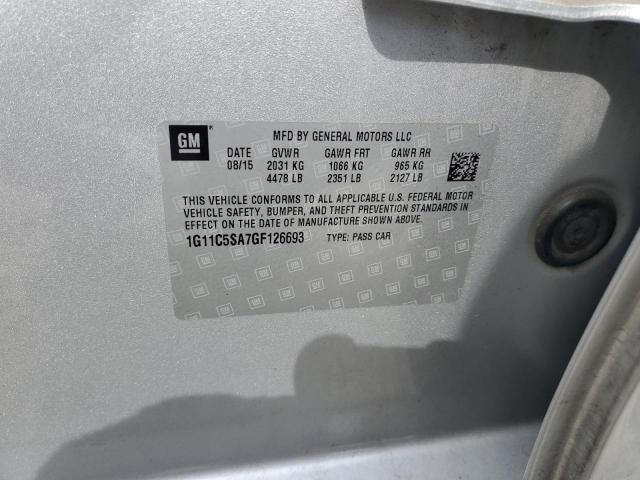 GM
®
MFD BY GENERAL MOTORS LLC
DATE GVWR GAWR FRT GAWR RR
08/15 2031 KG 1066 KG 965 KG
4478 LB 2351 LB 2127 LB
THIS VEHICLE CONFORMS TO ALL APPLICABLE U.S. FEDERAL MOTOR
VEHICLE SAFETY, BUMPER, AND THEFT PREVENTION STANDARDS IN
EFFECT ON THE DATE OF MANUFACTURE SHOWN ABOVE.
1G11C5SA7GF126693 TYPE: PASS CAR